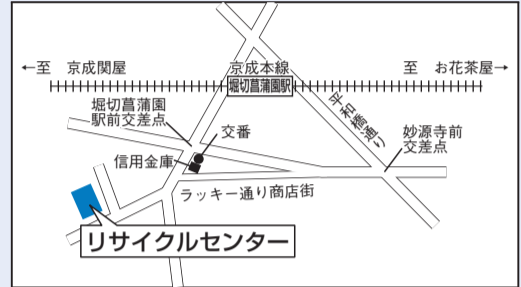 ←至 京成関屋
京成本線
至 お花茶屋→
堀切菖蒲園駅
堀切菖蒲園
駅前交差点
交番
平和橋通り
妙源寺前
交差点
信用金庫
ラッキー通り商店街
リサイクルセンター